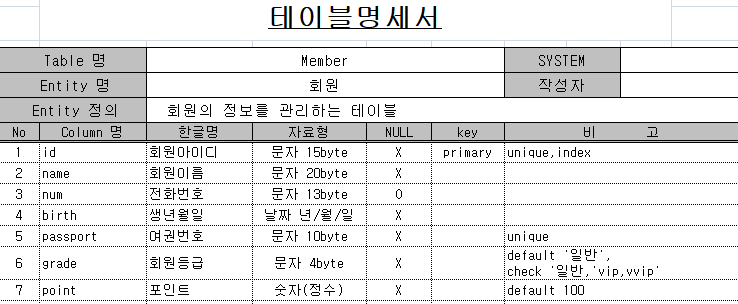 테이블명세서
Table 명 Member SYSTEM
Entity 명 회원 작성자
Entity 정의 회원의 정보를 관리하는 테이블
No Column 명 한글명 자료형 NULL key 비 고
1 id 회원아이디 문자 15byte X primary unique,index
2 name 회원이름 문자 20byte X
3 num 전화번호 문자 13byte O
4 birth 생년월일 날짜 년/월/일 X
5 passport 여권번호 문자 10byte X unique
6 grade 회원등급 문자 4byte X default '일반',
check '일반,'vip,vvip'
7 point 포인트 숫자(정수) X default 100